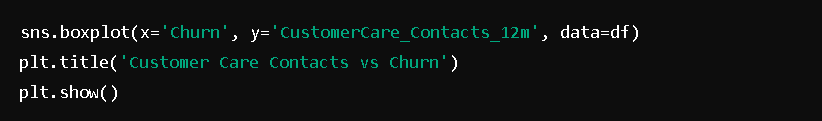 sns.boxplot(x='Churn', y='CustomerCare_Contacts_12m', data=df)
plt.title('Customer Care Contacts vs Churn')
plt.show()